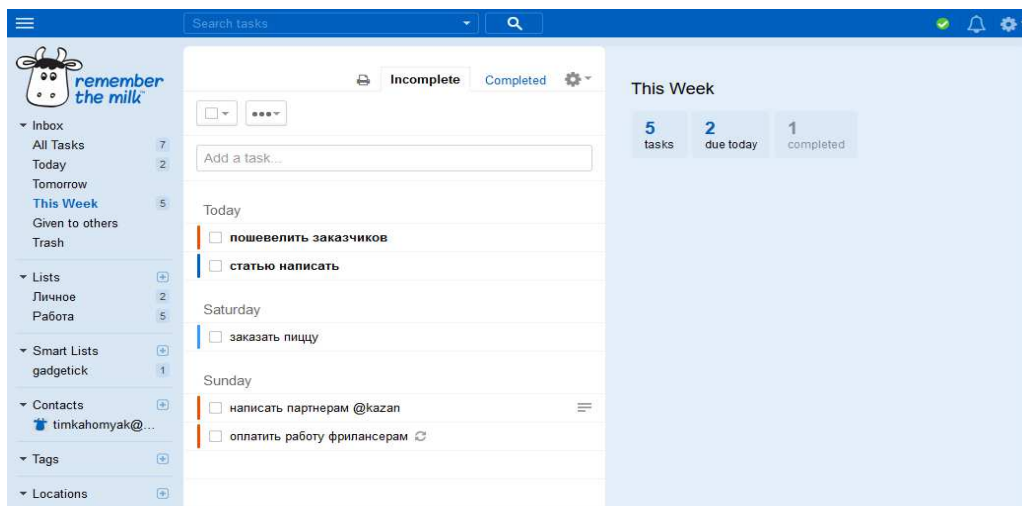 Search tasks
remember
the milk™
Inbox
All Tasks 7
Today 2
Tomorrow
This Week 5
Given to others
Trash
Lists
Личное 2
Работа 5
Smart Lists
gadgetick 1
Contacts
timkahomyak@...
Tags
Locations
Incomplete Completed
Add a task...
Today
пошевелить заказчиков
статью написать
Saturday
заказать пиццу
Sunday
написать партнерам @kazan
оплатить работу фрилансерам
This Week
5 2 1
tasks due today completed